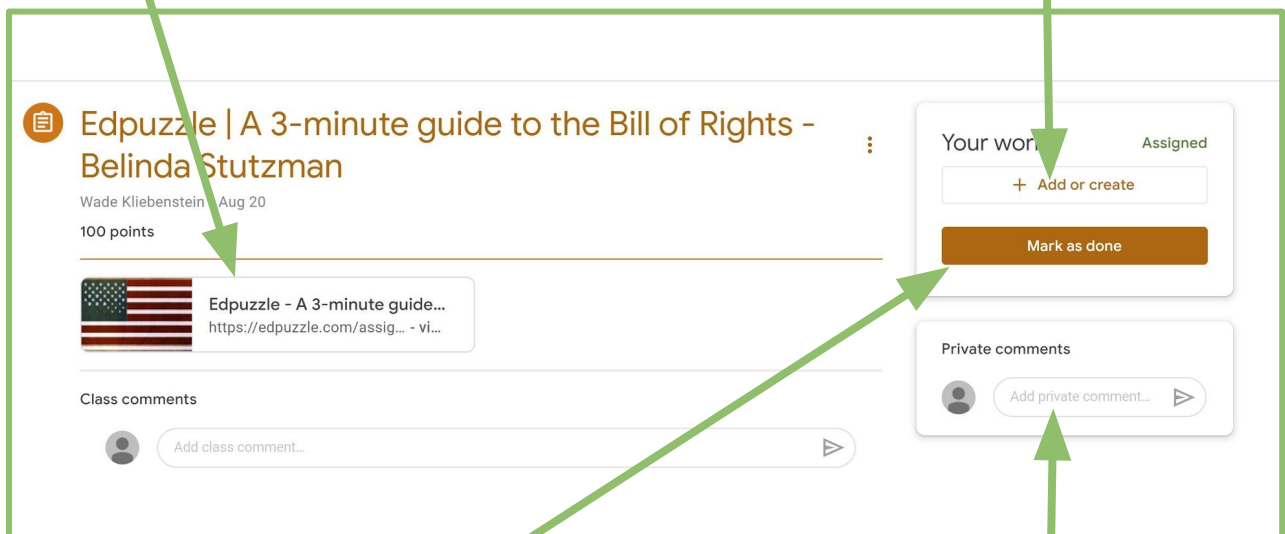 Edpuzzle | A 3-minute guide to the Bill of Rights -
Belinda Stutzman
Wade Kliebenstein Aug 20
100 points
Edpuzzle - A 3-minute guide...
https://edpuzzle.com/assig... - vi...
Class comments
Add class comment...
Your work
Assigned
+ Add or create
Mark as done
Private comments
Add private comment...